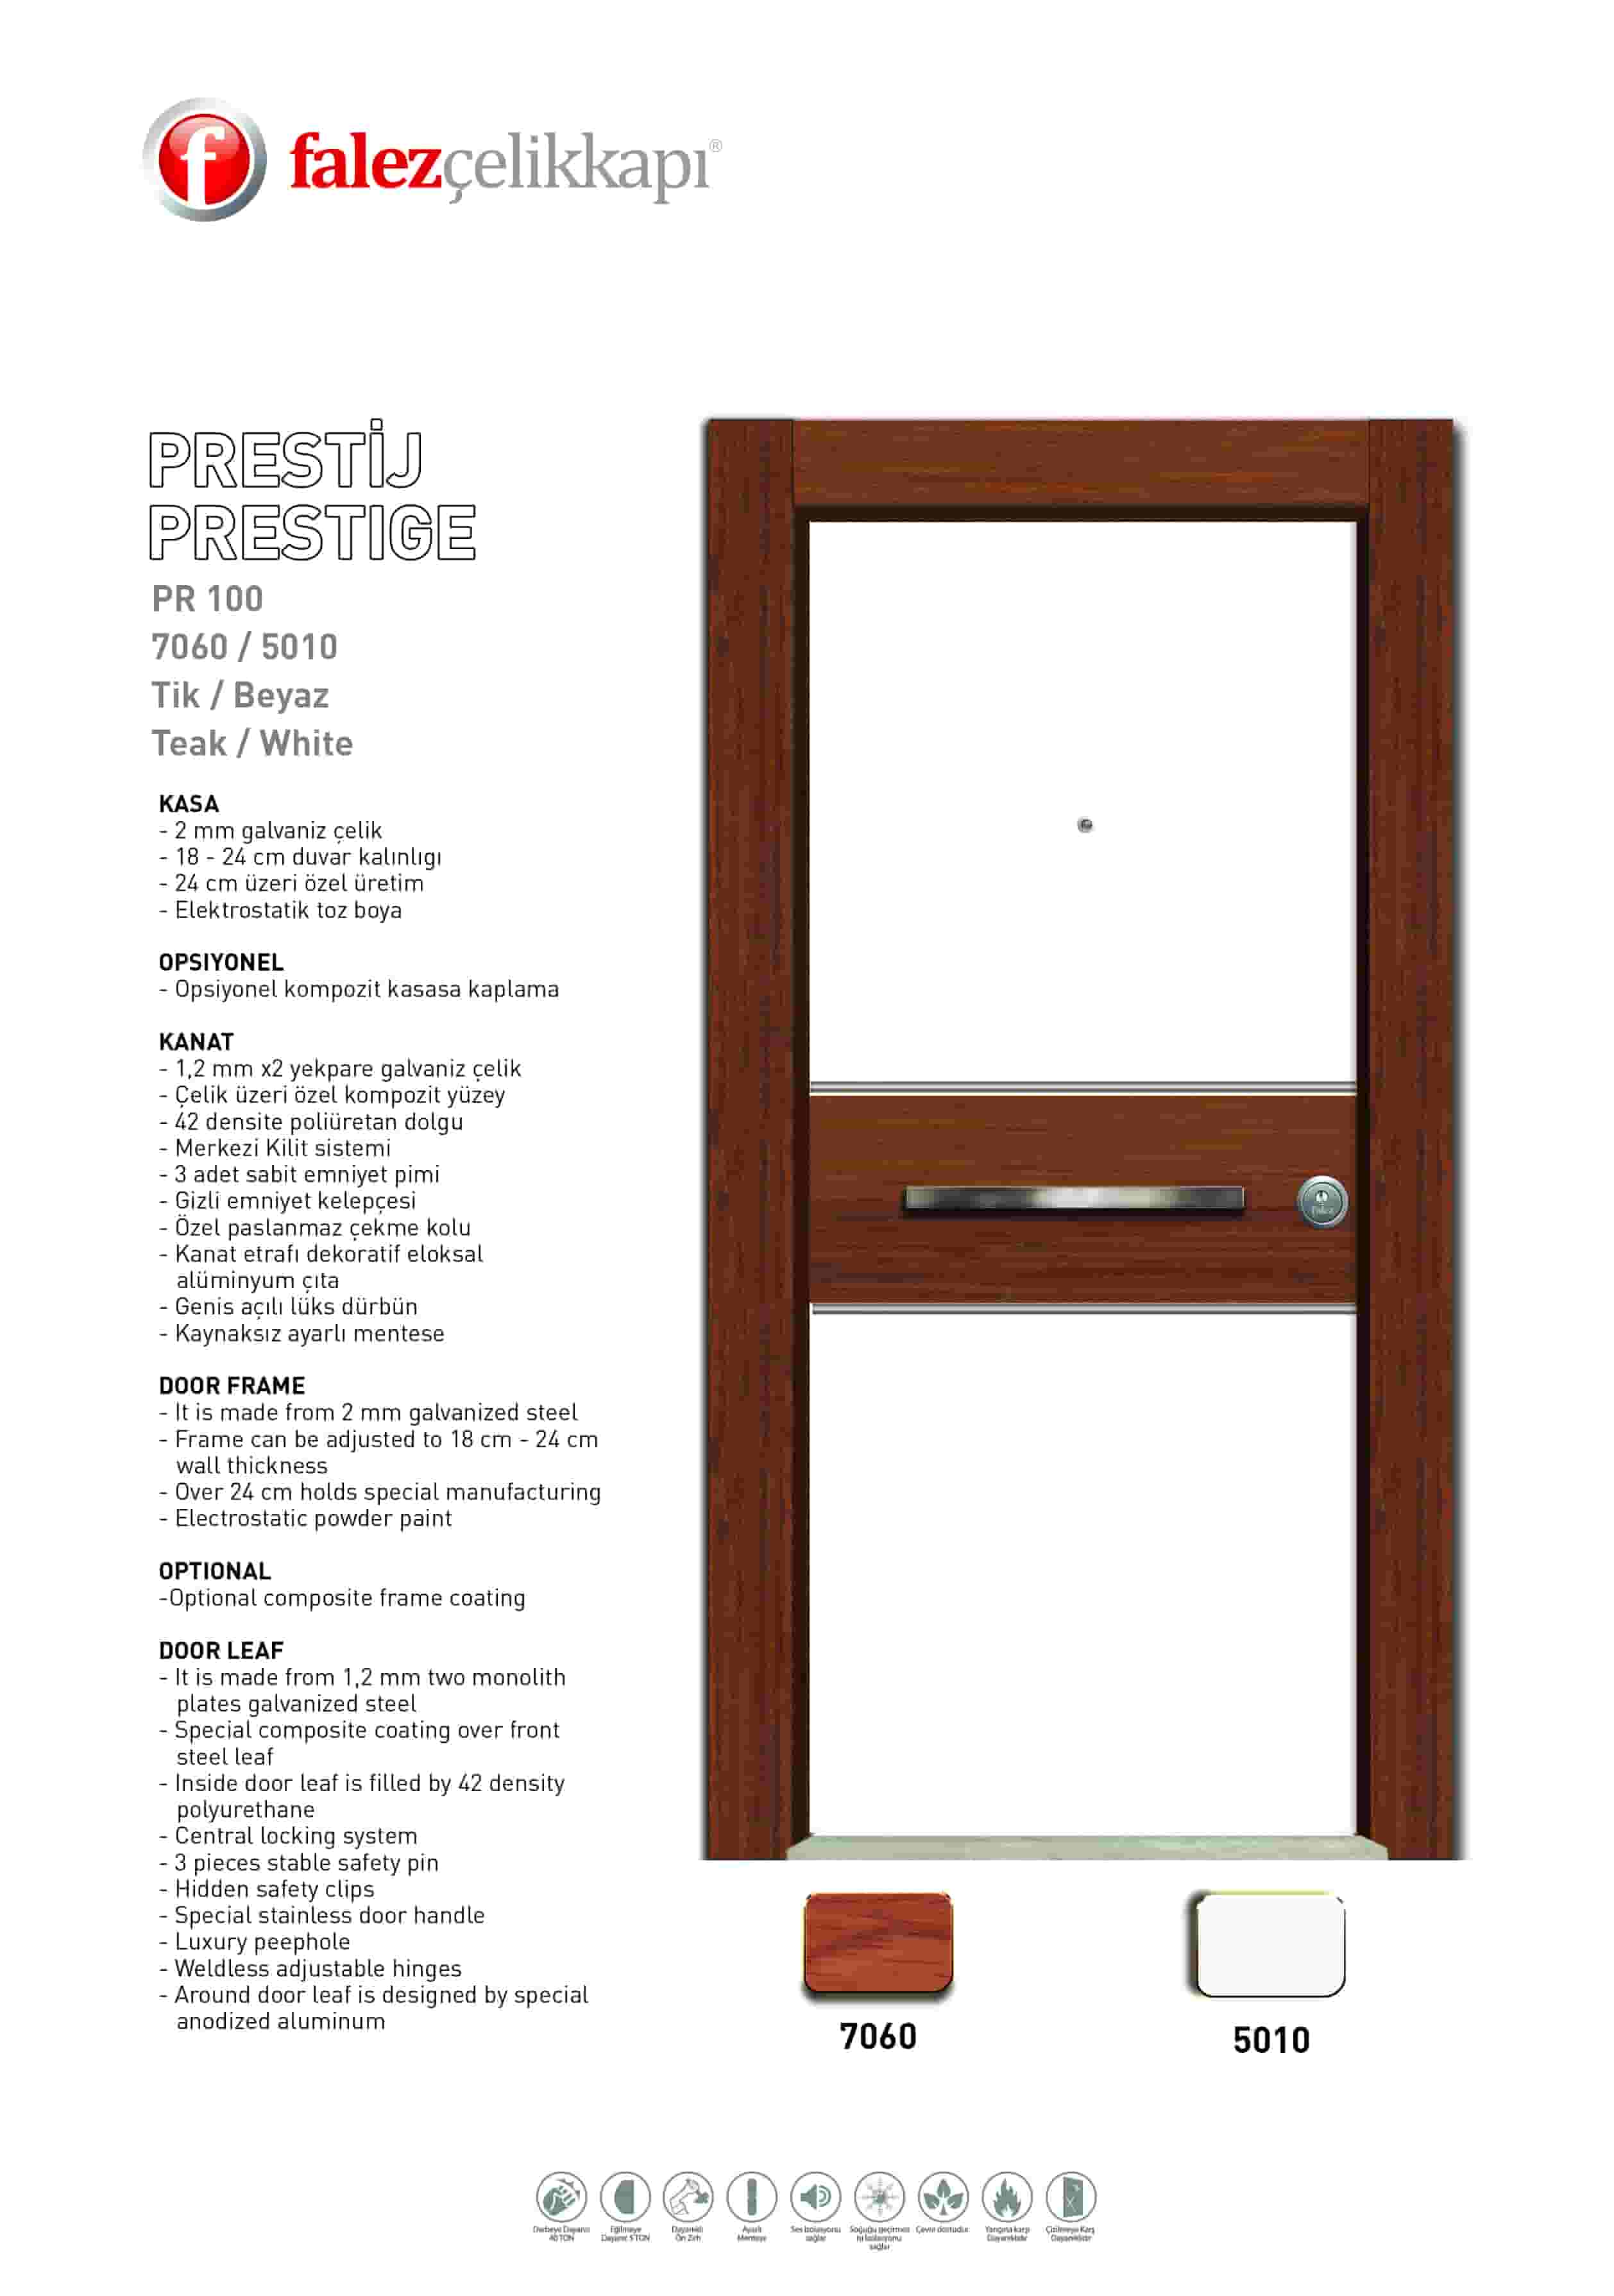 f falezçelikkapı®
PRESTİJ
PRESTIGE
PR 100
7060 / 5010
Tik / Beyaz
Teak / White
KASA
- 2 mm galvaniz çelik
- 18 - 24 cm duvar kalınlıgı
- 24 cm üzeri özel üretim
- Elektrostatik toz boya
OPSIYONEL
- Opsiyonel kompozit kasasa kaplama
KANAT
- 1,2 mm x2 yekpare galvaniz çelik
- Çelik üzeri özel kompozit yüzey
- 42 densite poliüretan dolgu
- Merkezi Kilit sistemi
- 3 adet sabit emniyet pimi
- Gizli emniyet kelepçesi
- Özel paslanmaz çekme kolu
- Kanat etrafı dekoratif eloksal
alüminyum çıta
- Genis açılı lüks dürbün
- Kaynaksız ayarlı mentese
DOOR FRAME
- It is made from 2 mm galvanized steel
- Frame can be adjusted to 18 cm - 24 cm
wall thickness
- Over 24 cm holds special manufacturing
- Electrostatic powder paint
OPTIONAL
-Optional composite frame coating
DOOR LEAF
- It is made from 1,2 mm two monolith
plates galvanized steel
- Special composite coating over front
steel leaf
- Inside door leaf is filled by 42 density
polyurethane
- Central locking system
- 3 pieces stable safety pin
- Hidden safety clips
- Special stainless door handle
- Luxury peephole
- Weldless adjustable hinges
- Around door leaf is designed by special
anodized aluminum
Falez
7060
5010
Darbeye Dayanıı
40 TON
Eğilmeye
Dayanıı 5 TON
Dayanıklı
Ön Zırh
Ayarlı
Menteşe
Ses İzolasyonu
sağlar
Soğuğu geçirmez
Isı İzolasyonu
sağlar
Çevre dostudur
Yangına karşı
Dayanıklıdır
Çizilmeye Karş
Dayanıklıdır